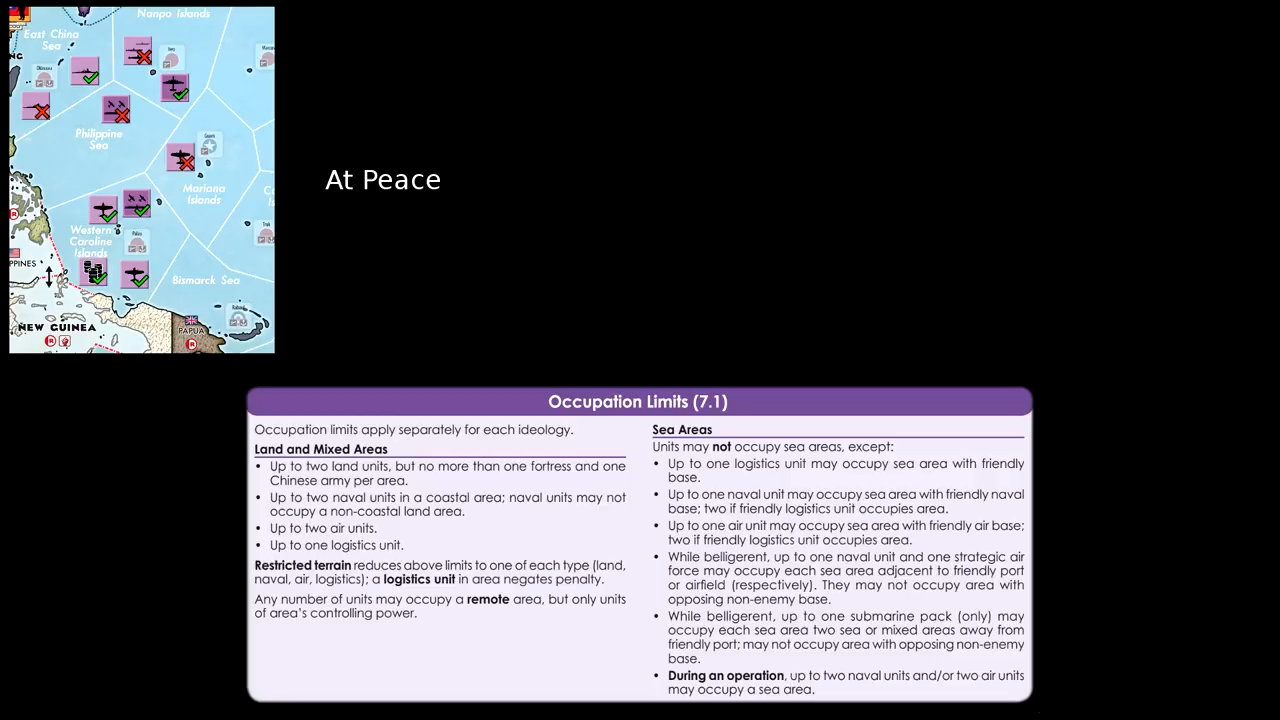 Nanpo Islands
East China
Sea
Iwo
Okinawa
Philippine
Sea
Guam
Mariana
Islands
Western
Caroline
Islands
Palau
Truk
PPINES
Bismarck Sea
Rabaul
NEW GUINEA
PAPUA
R
R
R
At Peace
Occupation Limits (7.1)
Occupation limits apply separately for each ideology.
Land and Mixed Areas
• Up to two land units, but no more than one fortress and one
Chinese army per area.
• Up to two naval units in a coastal area; naval units may not
occupy a non-coastal land area.
• Up to two air units.
• Up to one logistics unit.
Restricted terrain reduces above limits to one of each type (land,
naval, air, logistics); a logistics unit in area negates penalty.
Any number of units may occupy a remote area, but only units
of area's controlling power.
Sea Areas
Units may not occupy sea areas, except:
• Up to one logistics unit may occupy sea area with friendly
base.
• Up to one naval unit may occupy sea area with friendly naval
base; two if friendly logistics unit occupies area.
• Up to one air unit may occupy sea area with friendly air base;
two if friendly logistics unit occupies area.
• While belligerent, up to one naval unit and one strategic air
force may occupy each sea area adjacent to friendly port
or airfield (respectively). They may not occupy area with
opposing non-enemy base.
• While belligerent, up to one submarine pack (only) may
occupy each sea area two sea or mixed areas away from
friendly port; may not occupy area with opposing non-enemy
base.
• During an operation, up to two naval units and/or two air units
may occupy a sea area.